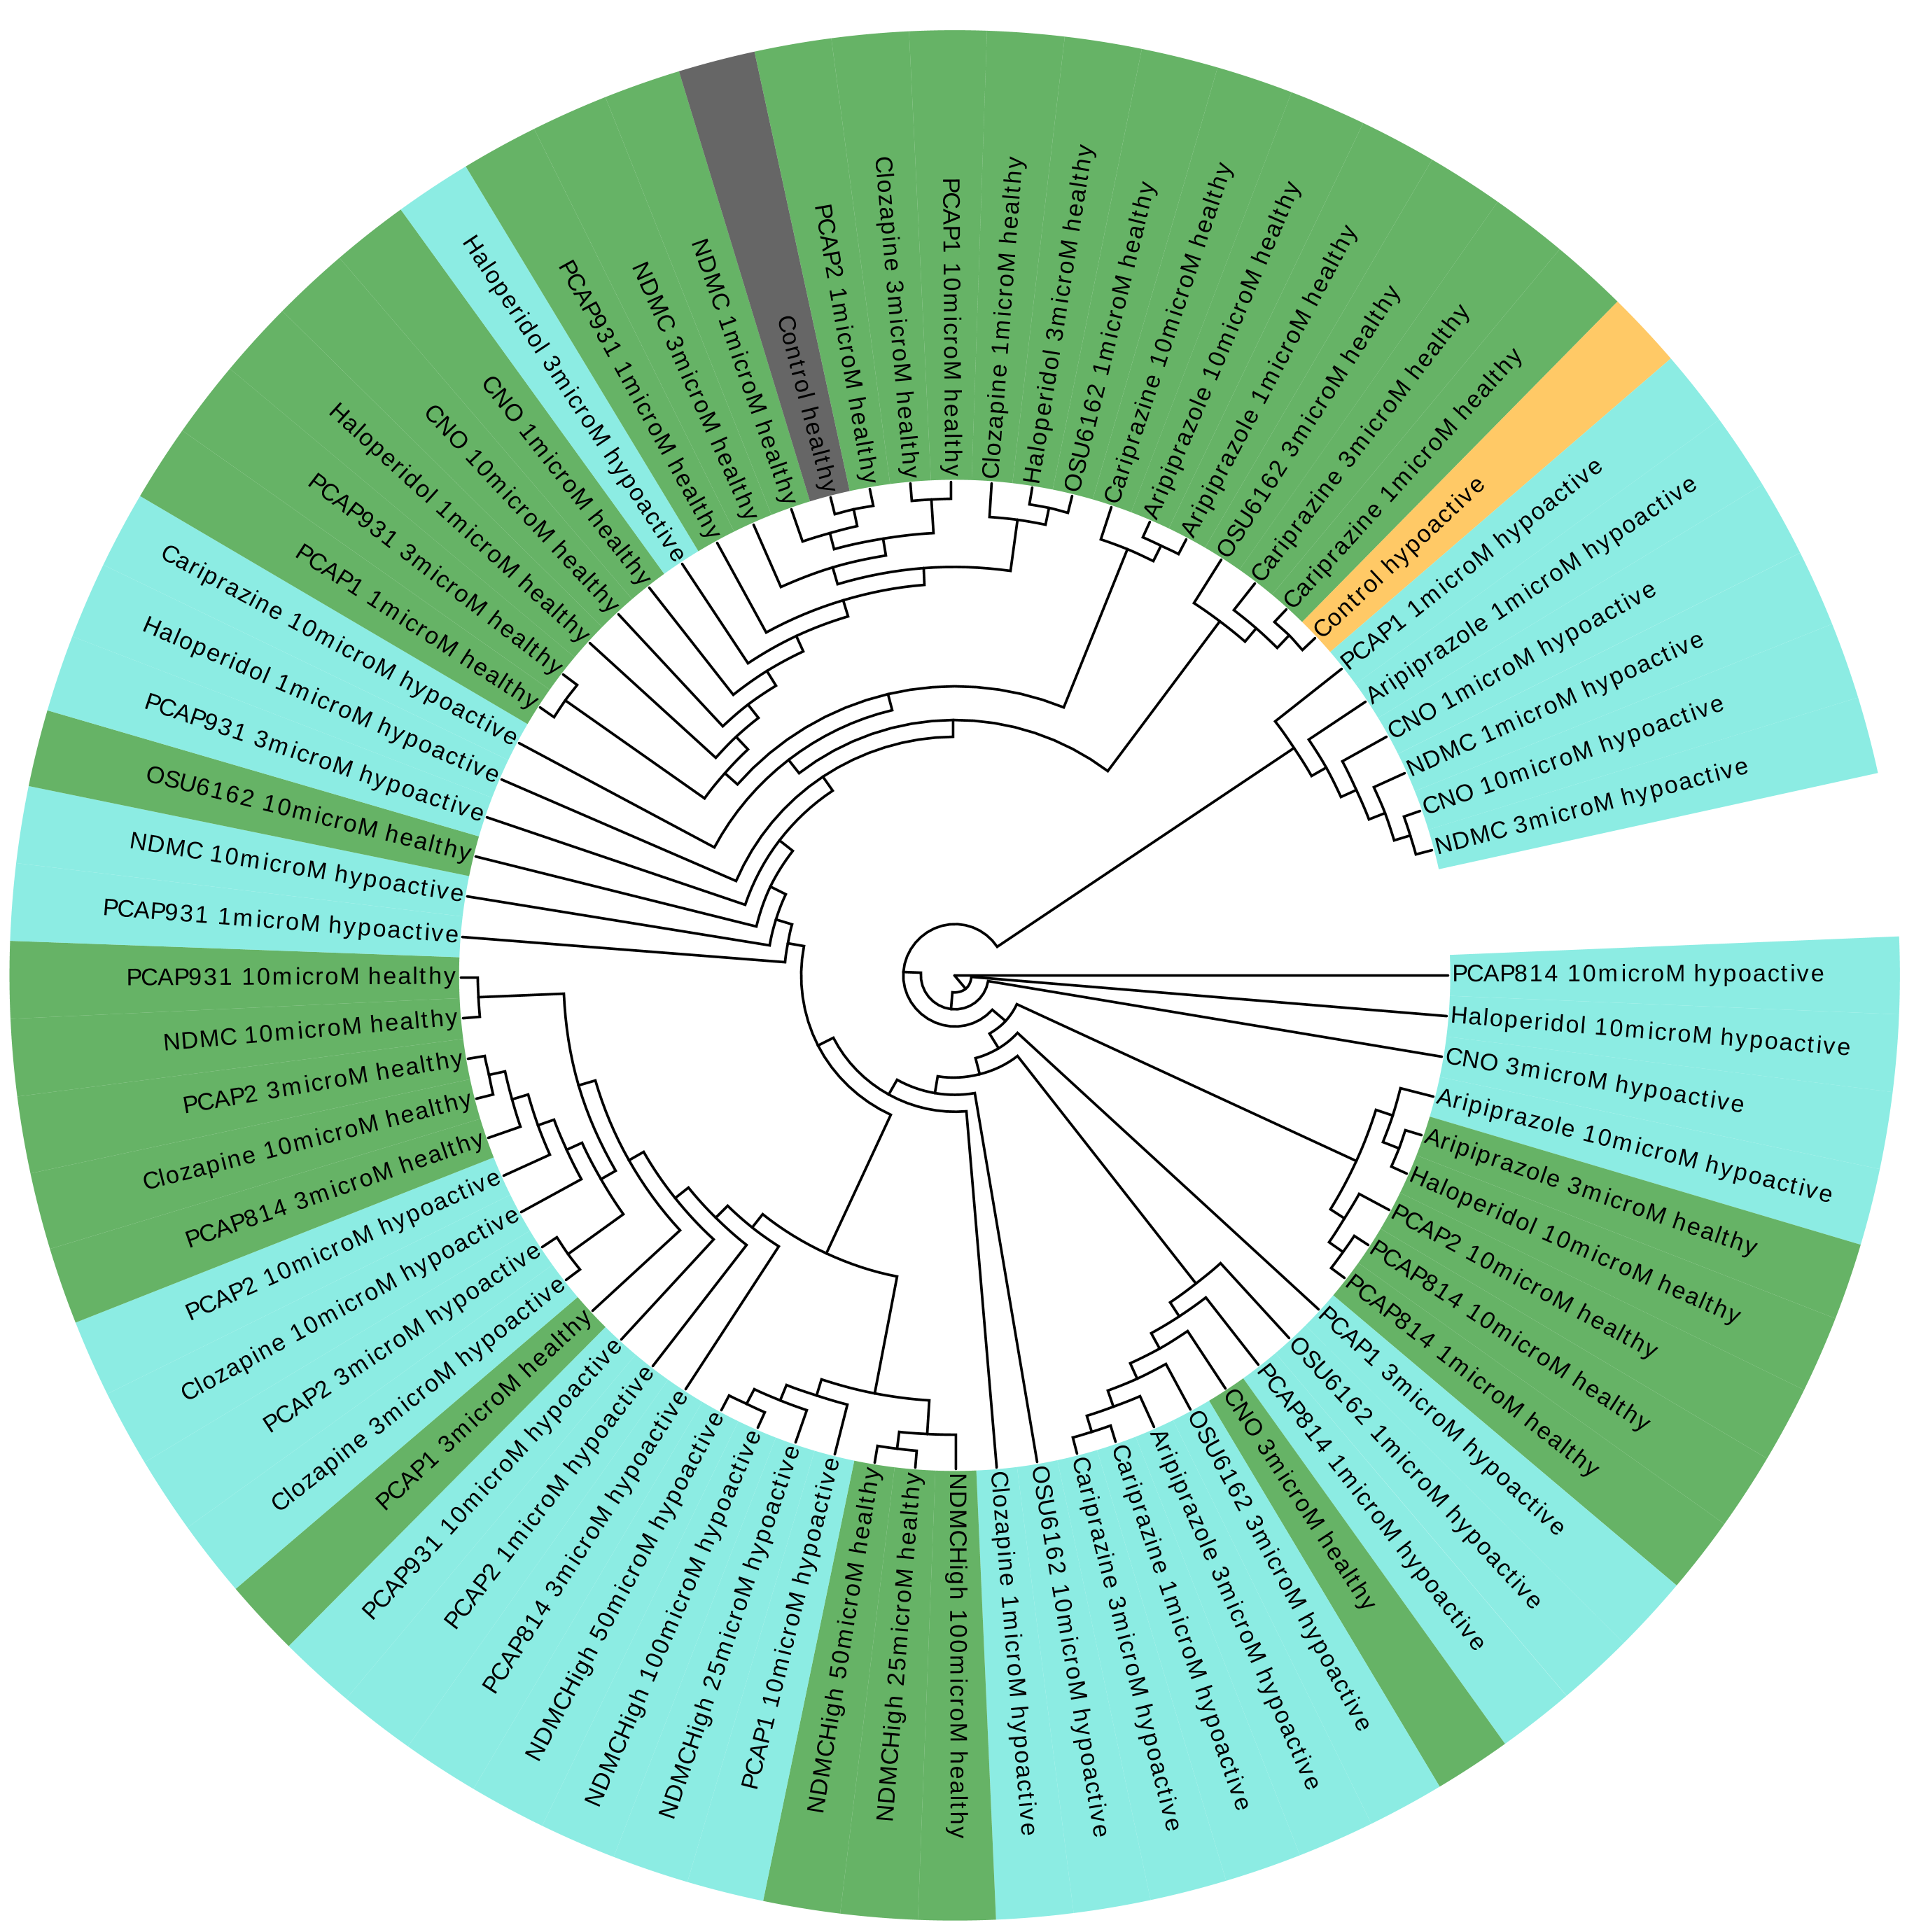 PCAP2 1microM healthy
Clozapine 3microM healthy
PCAP1 10microM healthy
Clozapine 1microM healthy
Haloperidol 3microM healthy
OSU6162 1microM healthy
Cariprazine 10microM healthy
Aripiprazole 10microM healthy
Aripiprazole 1microM healthy
OSU6162 3microM healthy
Cariprazine 3microM healthy
Cariprazine 1microM healthy
Control hypoactive
PCAP1 1microM hypoactive
Aripiprazole 1microM hypoactive
CNO 1microM hypoactive
NDMC 1microM hypoactive
CNO 10microM hypoactive
NDMC 3microM hypoactive
PCAP814 10microM hypoactive
Haloperidol 10microM hypoactive
CNO 3microM hypoactive
Aripiprazole 10microM hypoactive
Aripiprazole 3microM healthy
Haloperidol 10microM healthy
PCAP2 10microM healthy
PCAP814 10microM healthy
PCAP814 1microM healthy
PCAP1 3microM hypoactive
OSU6162 1microM hypoactive
PCAP814 1microM hypoactive
CNO 3microM healthy
OSU6162 3microM hypoactive
Aripiprazole 3microM hypoactive
Cariprazine 1microM hypoactive
Cariprazine 3microM hypoactive
OSU6162 10microM hypoactive
Clozapine 1microM hypoactive
NDMCHigh 100microM healthy
NDMCHigh 25microM healthy
NDMCHigh 50microM healthy
PCAP1 10microM hypoactive
NDMCHigh 25microM hypoactive
NDMCHigh 100microM hypoactive
NDMCHigh 50microM hypoactive
PCAP814 3microM hypoactive
PCAP2 1microM hypoactive
PCAP931 10microM hypoactive
PCAP1 3microM healthy
Clozapine 3microM hypoactive
PCAP2 3microM hypoactive
Clozapine 10microM hypoactive
PCAP2 10microM hypoactive
PCAP814 3microM healthy
Clozapine 10microM healthy
PCAP2 3microM healthy
NDMC 10microM healthy
PCAP931 10microM healthy
PCAP931 1microM hypoactive
NDMC 10microM hypoactive
OSU6162 10microM healthy
PCAP931 3microM hypoactive
Haloperidol 1microM hypoactive
Cariprazine 10microM hypoactive
PCAP1 1microM healthy
PCAP931 3microM healthy
Haloperidol 1microM healthy
CNO 10microM healthy
CNO 1microM healthy
Haloperidol 3microM hypoactive
PCAP931 1microM healthy
NDMC 3microM healthy
NDMC 1microM healthy
Control healthy